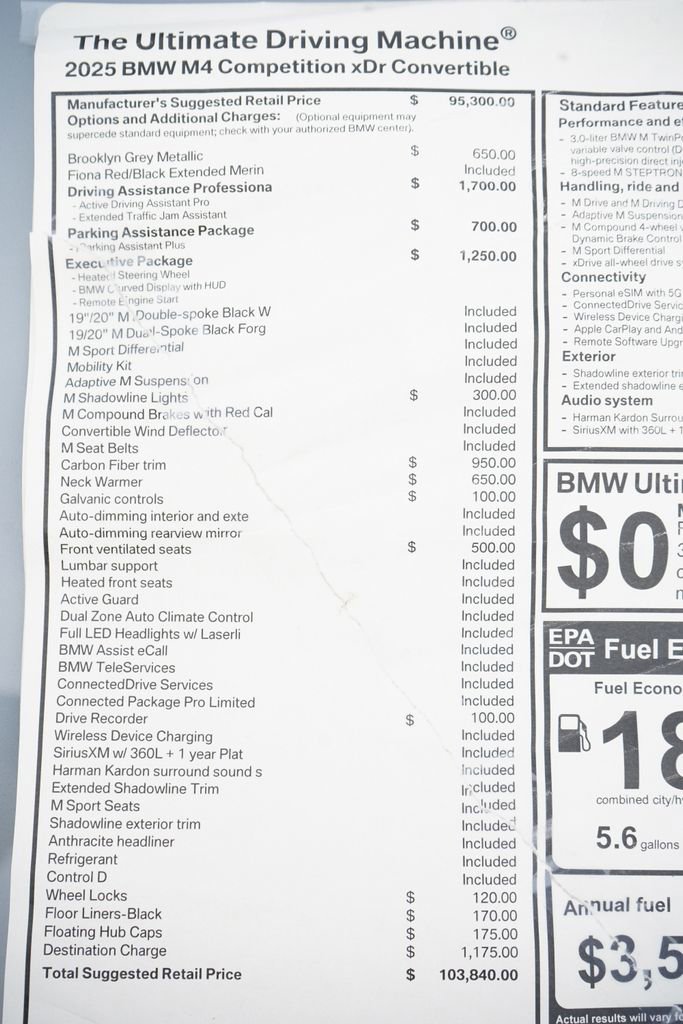 The Ultimate Driving Machine®
2025 BMW M4 Competition xDr Convertible
Manufacturer's Suggested Retail Price $ 95,300.00
Options and Additional Charges: (Optional equipment may
supercede standard equipment; check with your authorized BMW center).
Brooklyn Grey Metallic $ 650.00
Fiona Red/Black Extended Merin Included
Driving Assistance Professiona $ 1,700.00
- Active Driving Assistant Pro
- Extended Traffic Jam Assistant
Parking Assistance Package $ 700.00
- Parking Assistant Plus
Executive Package $ 1,250.00
- Heated Steering Wheel
- BMW Curved Display with HUD
- Remote Engine Start
19"/20" M Double-spoke Black W Included
19/20" M Dual-Spoke Black Forg Included
M Sport Differential Included
Mobility Kit Included
Adaptive M Suspension Included
M Shadowline Lights $ 300.00
M Compound Brakes with Red Cal Included
Convertible Wind Deflector Included
M Seat Belts Included
Carbon Fiber trim $ 950.00
Neck Warmer $ 650.00
Galvanic controls $ 100.00
Auto-dimming interior and exte Included
Auto-dimming rearview mirror Included
Front ventilated seats $ 500.00
Lumbar support Included
Heated front seats Included
Active Guard Included
Dual Zone Auto Climate Control Included
Full LED Headlights w/ Laserli Included
BMW Assist eCall Included
BMW TeleServices Included
ConnectedDrive Services Included
Connected Package Pro Limited Included
Drive Recorder $ 100.00
Wireless Device Charging Included
SiriusXM w/ 360L + 1 year Plat Included
Harman Kardon surround sound s Included
Extended Shadowline Trim Included
M Sport Seats Included
Shadowline exterior trim Included
Anthracite headliner Included
Refrigerant Included
Control D Included
Wheel Locks $ 120.00
Floor Liners-Black $ 170.00
Floating Hub Caps $ 175.00
Destination Charge $ 1,175.00
Total Suggested Retail Price $ 103,840.00
Standard Feature
Performance and e
- 3.0-liter BMW M TwinP
variable valve control (D
high-precision direct inj
- 8-speed M STEPTRON
Handling, ride and
- M Drive and M Driving D
- Adaptive M Suspension
- M Compound 4-wheel
Dynamic Brake Control
- M Sport Differential
- xDrive all-wheel drive s
Connectivity
- Personal eSIM with 5G
- ConnectedDrive Servic
- Wireless Device Chargi
- Apple CarPlay and And
- Remote Software Upgr
Exterior
- Shadowline exterior tri
- Extended shadowline e
Audio system
- Harman Kardon Surrou
- SiriusXM with 360L + 1
BMW Ulti
$0
EPA
DOT Fuel E
Fuel Econo
18
combined city/h
5.6 gallons
Annual fuel
$3,5
Actual results will vary fo